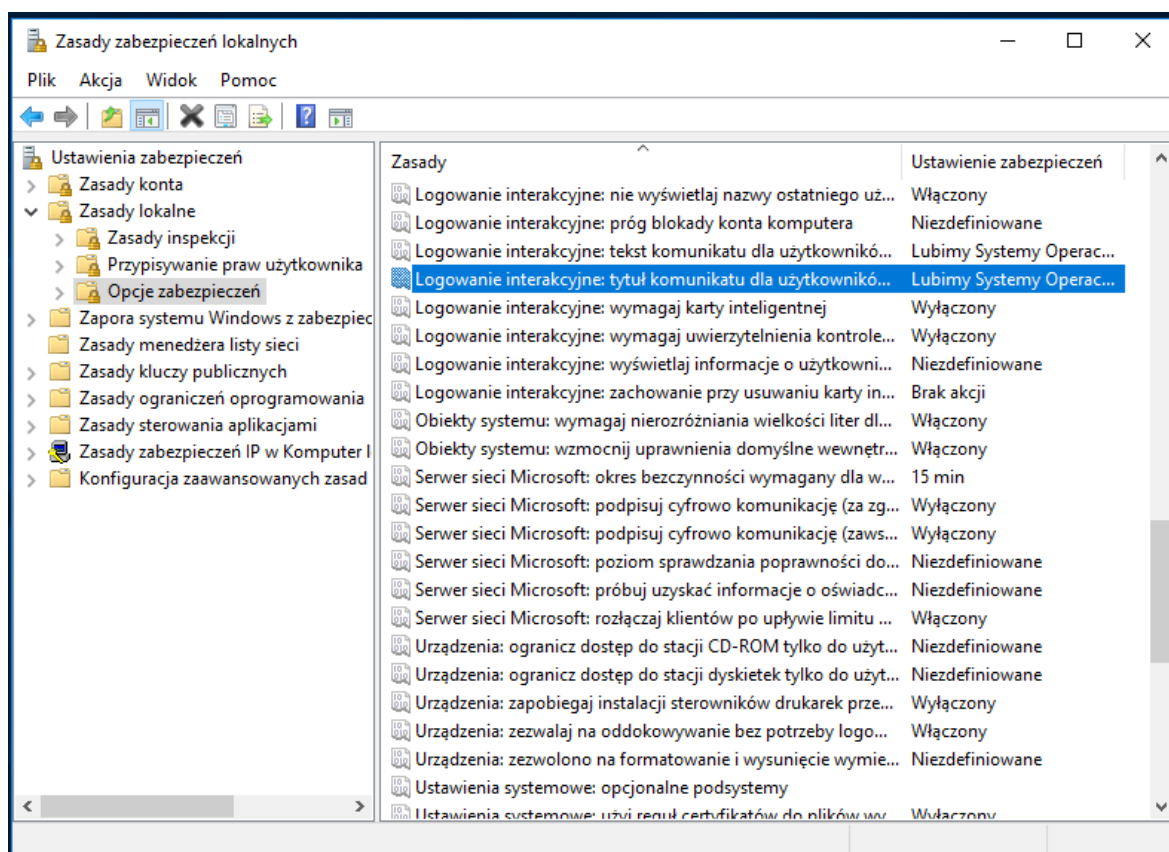 Zasady zabezpieczeń lokalnych
Plik Akcja Widok Pomoc
Ustawienia zabezpieczeń
Zasady konta
Zasady lokalne
Zasady inspekcji
Przypisywanie praw użytkownika
Opcje zabezpieczeń
Zapora systemu Windows z zabezpiec
Zasady menedżera listy sieci
Zasady kluczy publicznych
Zasady ograniczeń oprogramowania
Zasady sterowania aplikacjami
Zasady zabezpieczeń IP w Komputer l
Konfiguracja zaawansowanych zasad
Zasady Ustawienie zabezpieczeń
Logowanie interakcyjne: nie wyświetlaj nazwy ostatniego uż... Włączony
Logowanie interakcyjne: próg blokady konta komputera Niezdefiniowane
Logowanie interakcyjne: tekst komunikatu dla użytkownikó... Lubimy Systemy Operac...
Logowanie interakcyjne: tytuł komunikatu dla użytkownikó... Lubimy Systemy Operac...
Logowanie interakcyjne: wymagaj karty inteligentnej Wyłączony
Logowanie interakcyjne: wymagaj uwierzytelnienia kontrole... Wyłączony
Logowanie interakcyjne: wyświetlaj informacje o użytkowni... Niezdefiniowane
Logowanie interakcyjne: zachowanie przy usuwaniu karty in... Brak akcji
Obiekty systemu: wymagaj nierozróżniania wielkości liter dl... Włączony
Obiekty systemu: wzmocnij uprawnienia domyślne wewnętr... Włączony
Serwer sieci Microsoft: okres bezczynności wymagany dla w... 15 min
Serwer sieci Microsoft: podpisuj cyfrowo komunikację (za zg... Wyłączony
Serwer sieci Microsoft: podpisuj cyfrowo komunikację (zaws... Wyłączony
Serwer sieci Microsoft: poziom sprawdzania poprawności do... Niezdefiniowane
Serwer sieci Microsoft: próbuj uzyskać informacje o oświadc... Niezdefiniowane
Serwer sieci Microsoft: rozłączaj klientów po upływie limitu ... Włączony
Urządzenia: ogranicz dostęp do stacji CD-ROM tylko do użyt... Niezdefiniowane
Urządzenia: ogranicz dostęp do stacji dyskietek tylko do użyt... Niezdefiniowane
Urządzenia: zapobiegaj instalacji sterowników drukarek prze... Wyłączony
Urządzenia: zezwalaj na oddokowywanie bez potrzeby logo... Włączony
Urządzenia: zezwolono na formatowanie i wysunięcie wymie... Niezdefiniowane
Ustawienia systemowe: opcjonalne podsystemy
Ustawienia systemowe: użyj reguł certyfikatów do plików wy... Wyłączony